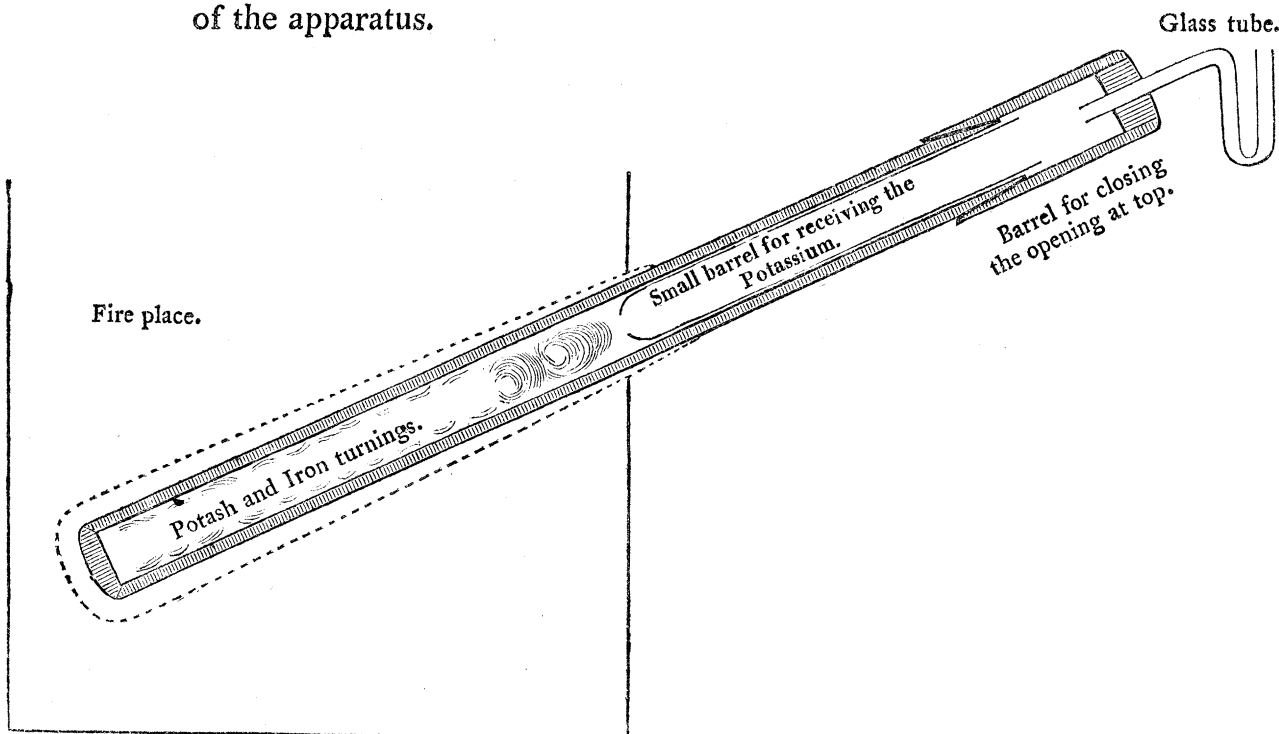 of the apparatus.
Glass tube.
Small barrel for receiving the
Potassium.
Barrel for closing
the opening at top.
Fire place.
Potash and Iron turnings.